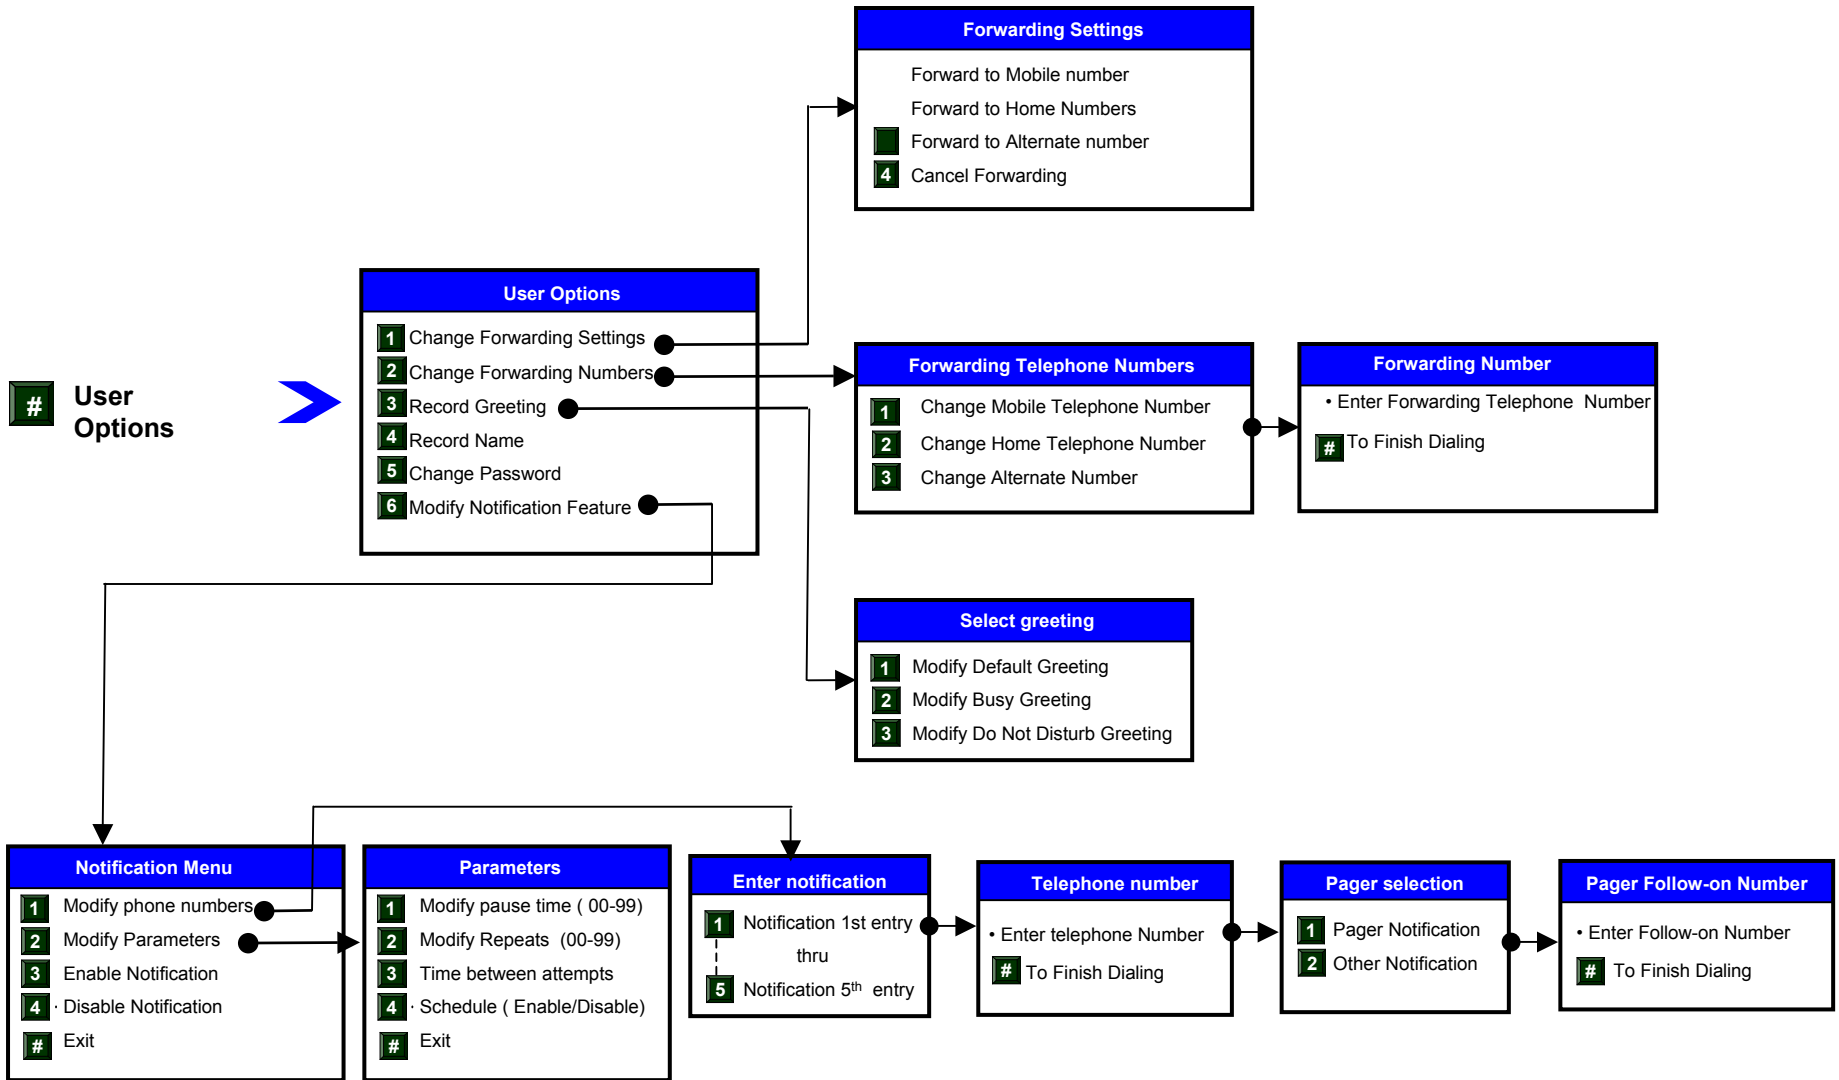 Forwarding Settings
Forward to Mobile number
Forward to Home Numbers
Forward to Alternate number
4 Cancel Forwarding
# User
Options
User Options
1 Change Forwarding Settings
2 Change Forwarding Numbers
3 Record Greeting
4 Record Name
5 Change Password
6 Modify Notification Feature
Forwarding Telephone Numbers
1 Change Mobile Telephone Number
2 Change Home Telephone Number
3 Change Alternate Number
Forwarding Number
• Enter Forwarding Telephone Number
# To Finish Dialing
Select greeting
1 Modify Default Greeting
2 Modify Busy Greeting
3 Modify Do Not Disturb Greeting
Notification Menu
1 Modify phone numbers
2 Modify Parameters
3 Enable Notification
4 · Disable Notification
# Exit
Parameters
1 Modify pause time ( 00-99)
2 Modify Repeats (00-99)
3 Time between attempts
4 · Schedule ( Enable/Disable)
# Exit
Enter notification
1 Notification 1st entry
thru
5 Notification 5th entry
Telephone number
• Enter telephone Number
# To Finish Dialing
Pager selection
1 Pager Notification
2 Other Notification
Pager Follow-on Number
• Enter Follow-on Number
# To Finish Dialing